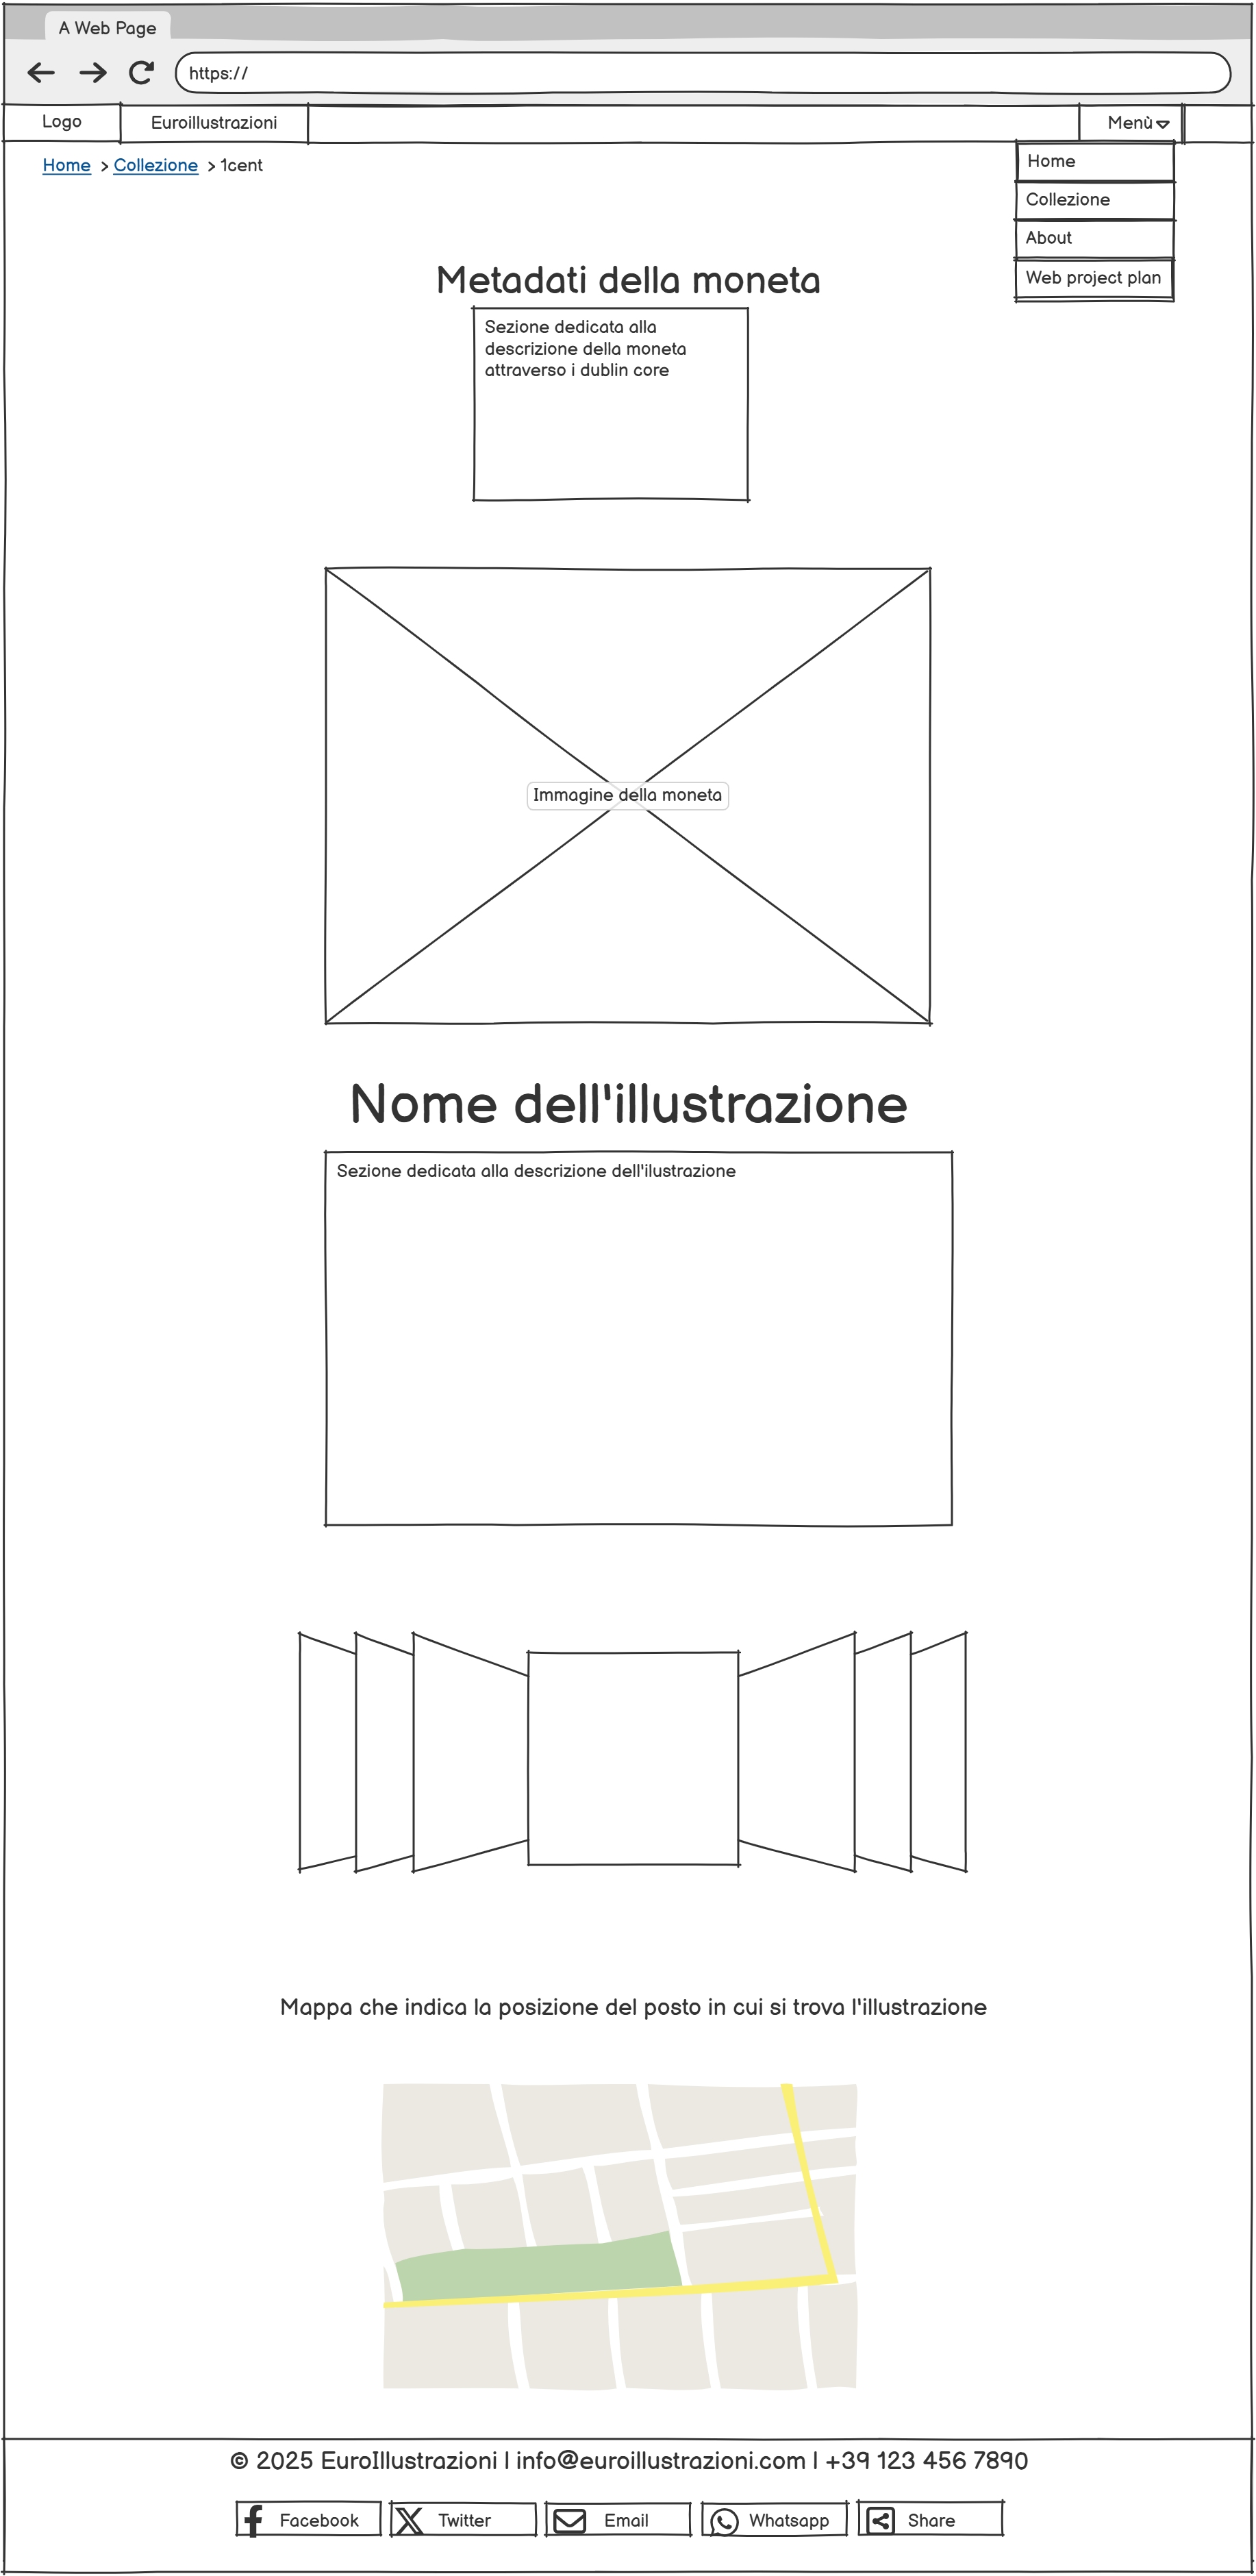 A Web Page
https://
Logo
Euroillustrazioni
Menù
Home > Collezione > 1cent
Home
Collezione
About
Web project plan
Metadati della moneta
Sezione dedicata alla
descrizione della moneta
attraverso i dublin core
Immagine della moneta
Nome dell'illustrazione
Sezione dedicata alla descrizione dell'ilustrazione
Mappa che indica la posizione del posto in cui si trova l'illustrazione
© 2025 EuroIllustrazioni | info@euroillustrazioni.com | +39 123 456 7890
Facebook
Twitter
Email
Whatsapp
Share